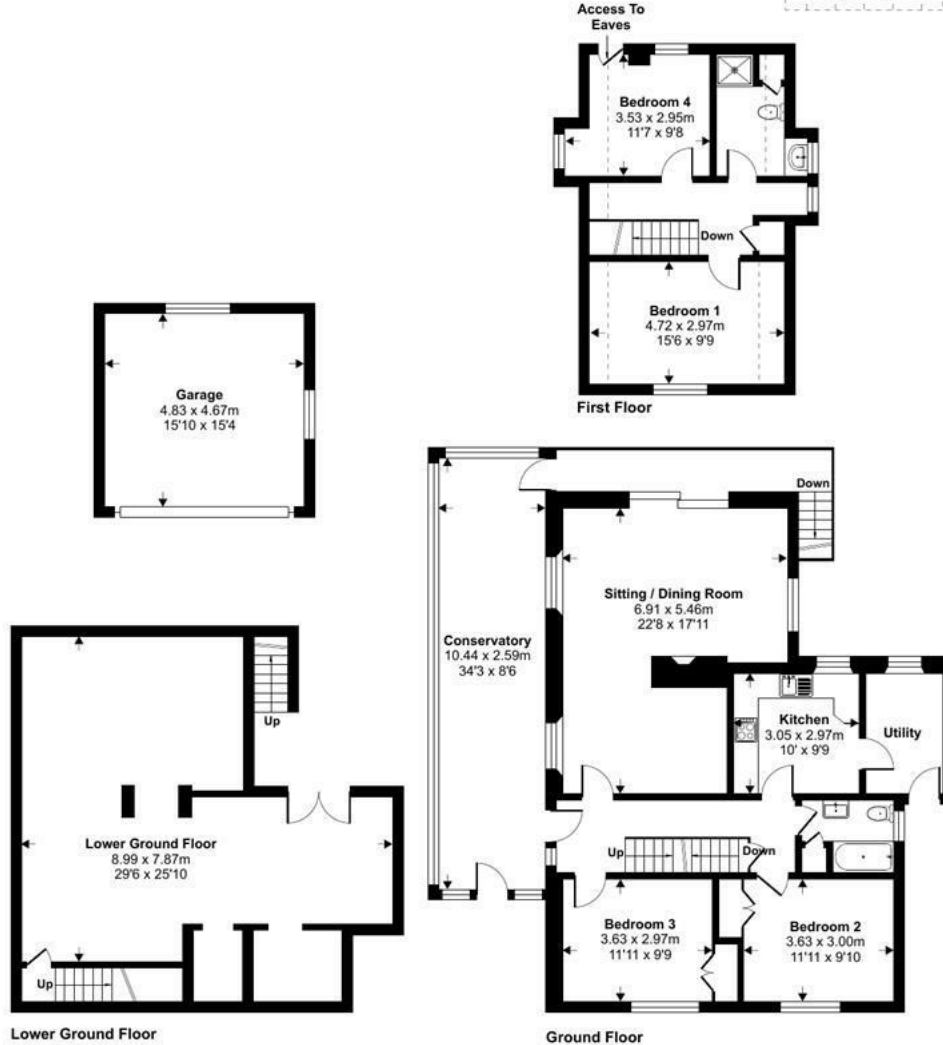 Access To
Eaves
Bedroom 4
3.53 x 2.95m
11'7 x 9'8
Down
Bedroom 1
4.72 x 2.97m
15'6 x 9'9
First Floor
Garage
4.83 x 4.67m
15'10 x 15'4
Down
Sitting / Dining Room
6.91 x 5.46m
22'8 x 17'11
Conservatory
10.44 x 2.59m
34'3 x 8'6
Kitchen
3.05 x 2.97m
10' x 9'9
Utility
Up
Down
Bedroom 3
3.63 x 2.97m
11'11 x 9'9
Bedroom 2
3.63 x 3.00m
11'11 x 9'10
Ground Floor
Up
Lower Ground Floor
8.99 x 7.87m
29'6 x 25'10
Up
Lower Ground Floor